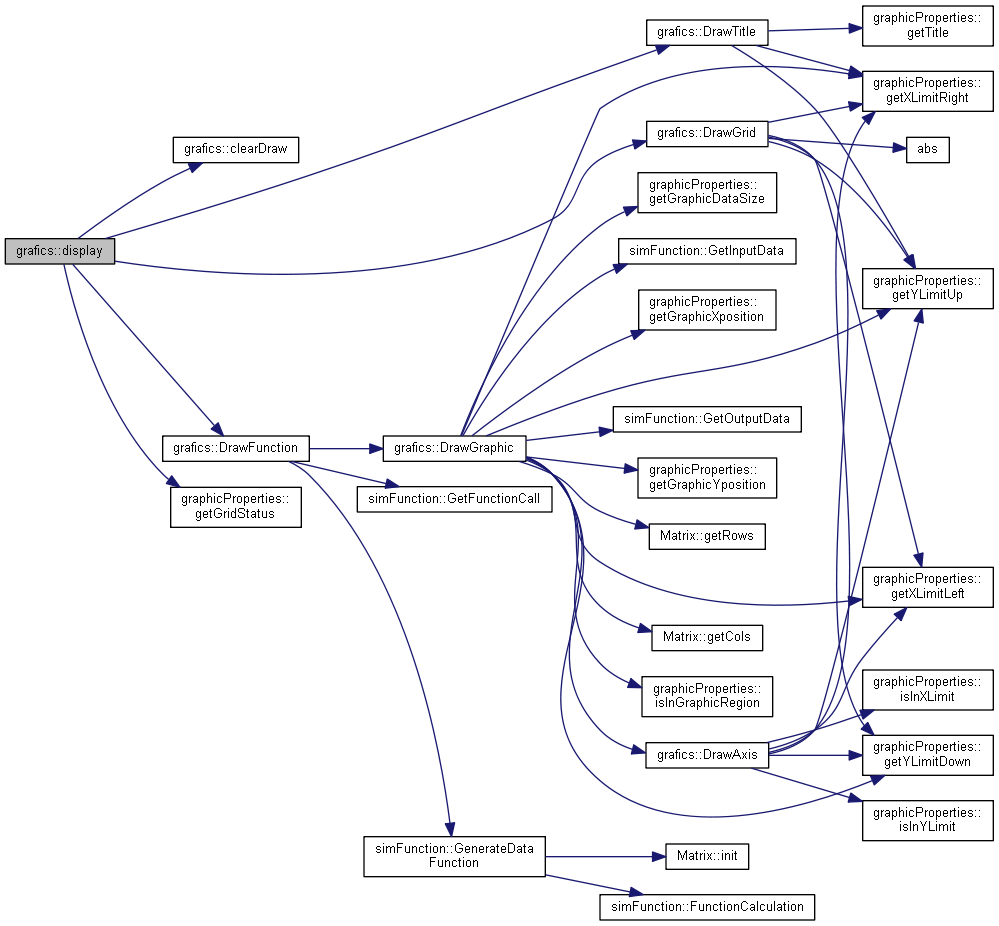 grafics::display
grafics::clearDraw
grafics::DrawFunction
graphicProperties::
getGridStatus
grafics::DrawGraphic
simFunction::GetFunctionCall
simFunction::GenerateData
Function
grafics::DrawTitle
grafics::DrawGrid
graphicProperties::
getGraphicDataSize
simFunction::GetInputData
graphicProperties::
getGraphicXposition
simFunction::GetOutputData
graphicProperties::
getGraphicYposition
Matrix::getRows
Matrix::getCols
graphicProperties::
isInGraphicRegion
grafics::DrawAxis
Matrix::init
simFunction::FunctionCalculation
graphicProperties::
getTitle
graphicProperties::
getXLimitRight
abs
graphicProperties::
getYLimitUp
graphicProperties::
getXLimitLeft
graphicProperties::
isInXLimit
graphicProperties::
getYLimitDown
graphicProperties::
isInYLimit